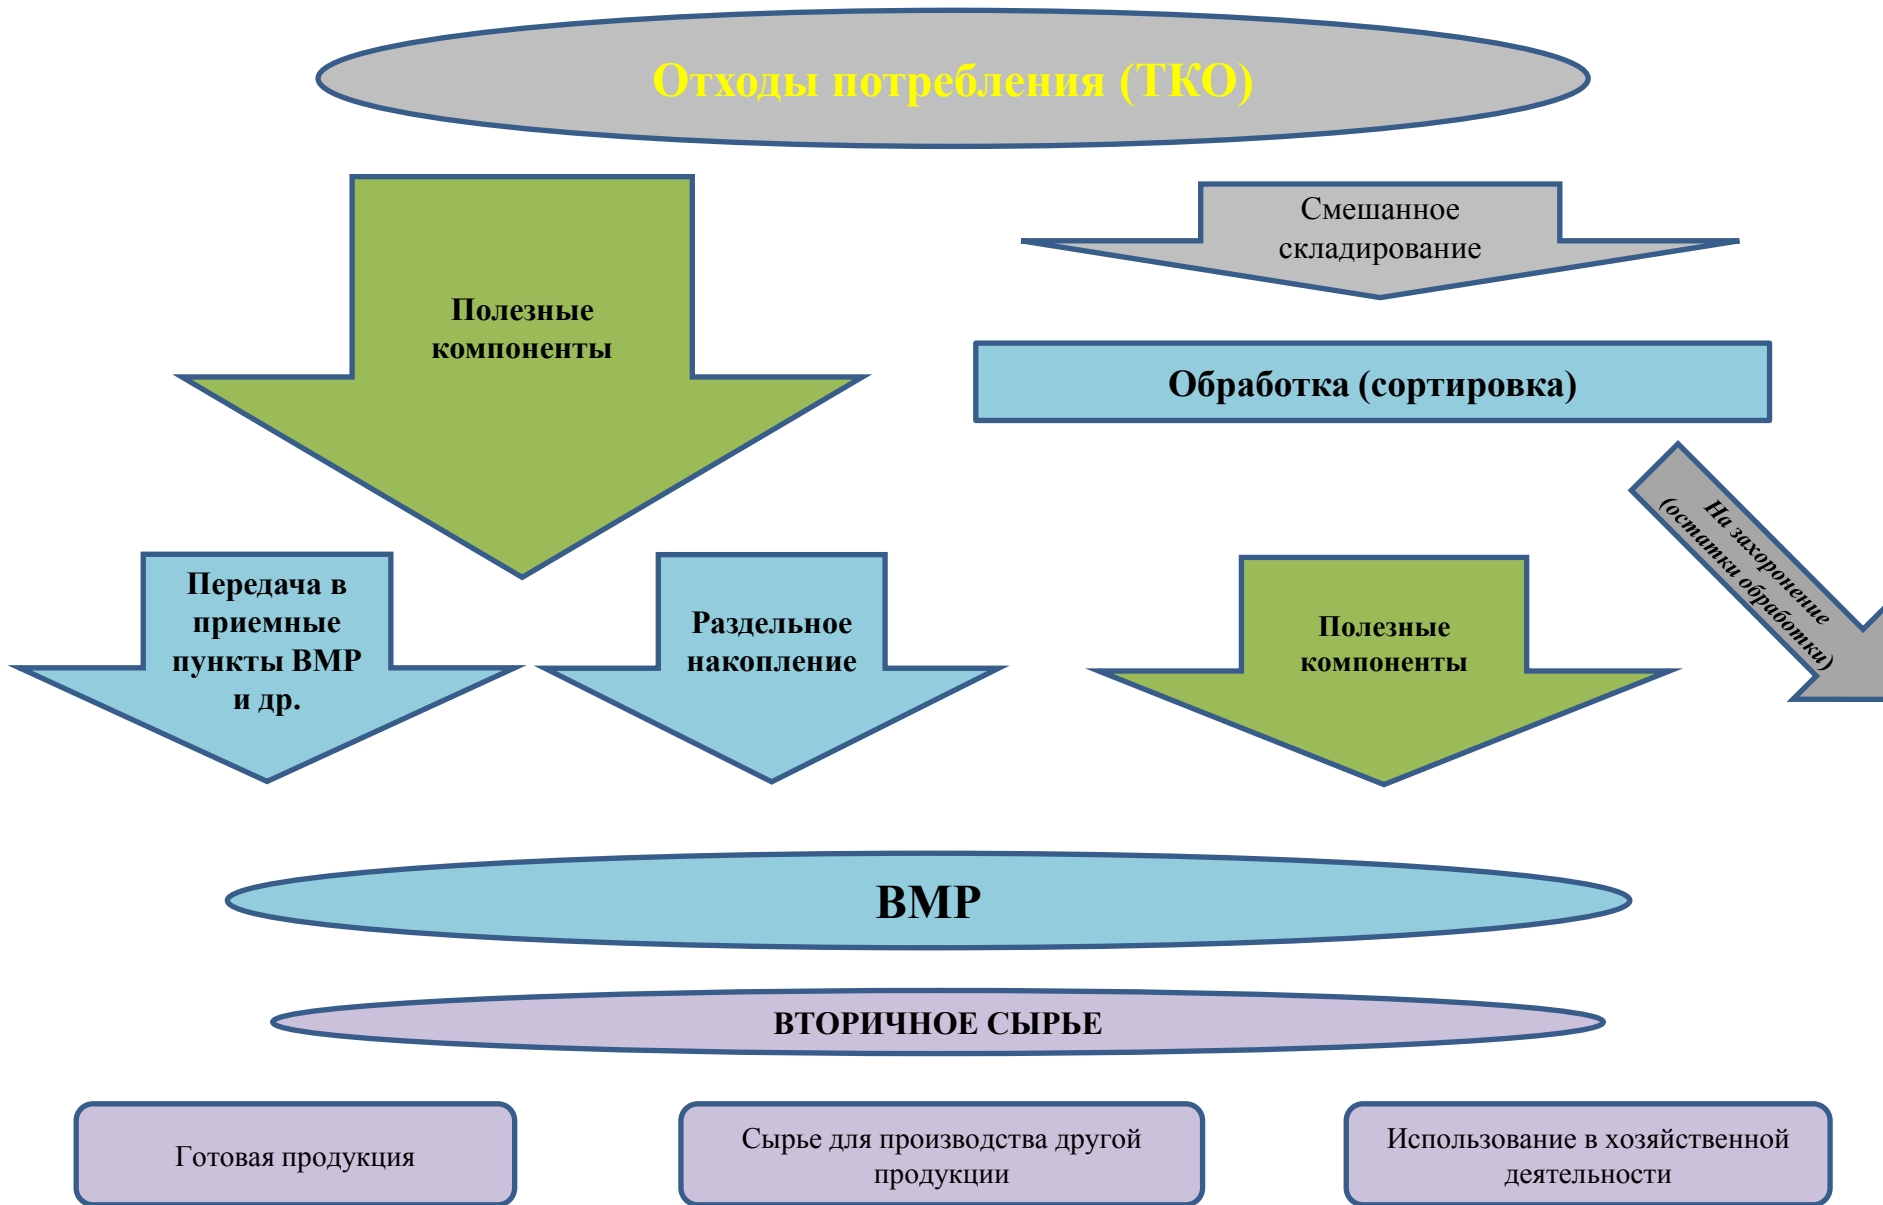 Отходы потребления (ТКО)
Полезные
компоненты
Смешанное
складирование
Обработка (сортировка)
На захоронение
(остатки обработки)
Передача в
приемные
пункты ВМР
и др.
Раздельное
накопление
Полезные
компоненты
ВМР
ВТОРИЧНОЕ СЫРЬЕ
Готовая продукция
Сырье для производства другой
продукции
Использование в хозяйственной
деятельности